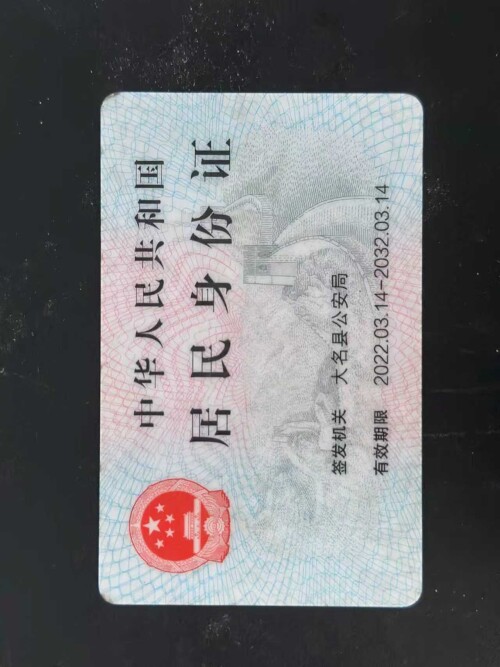 中华人民共和国
居民身份证
签发机关 大名县公安局
有效期限 2022.03.14-2032.03.14